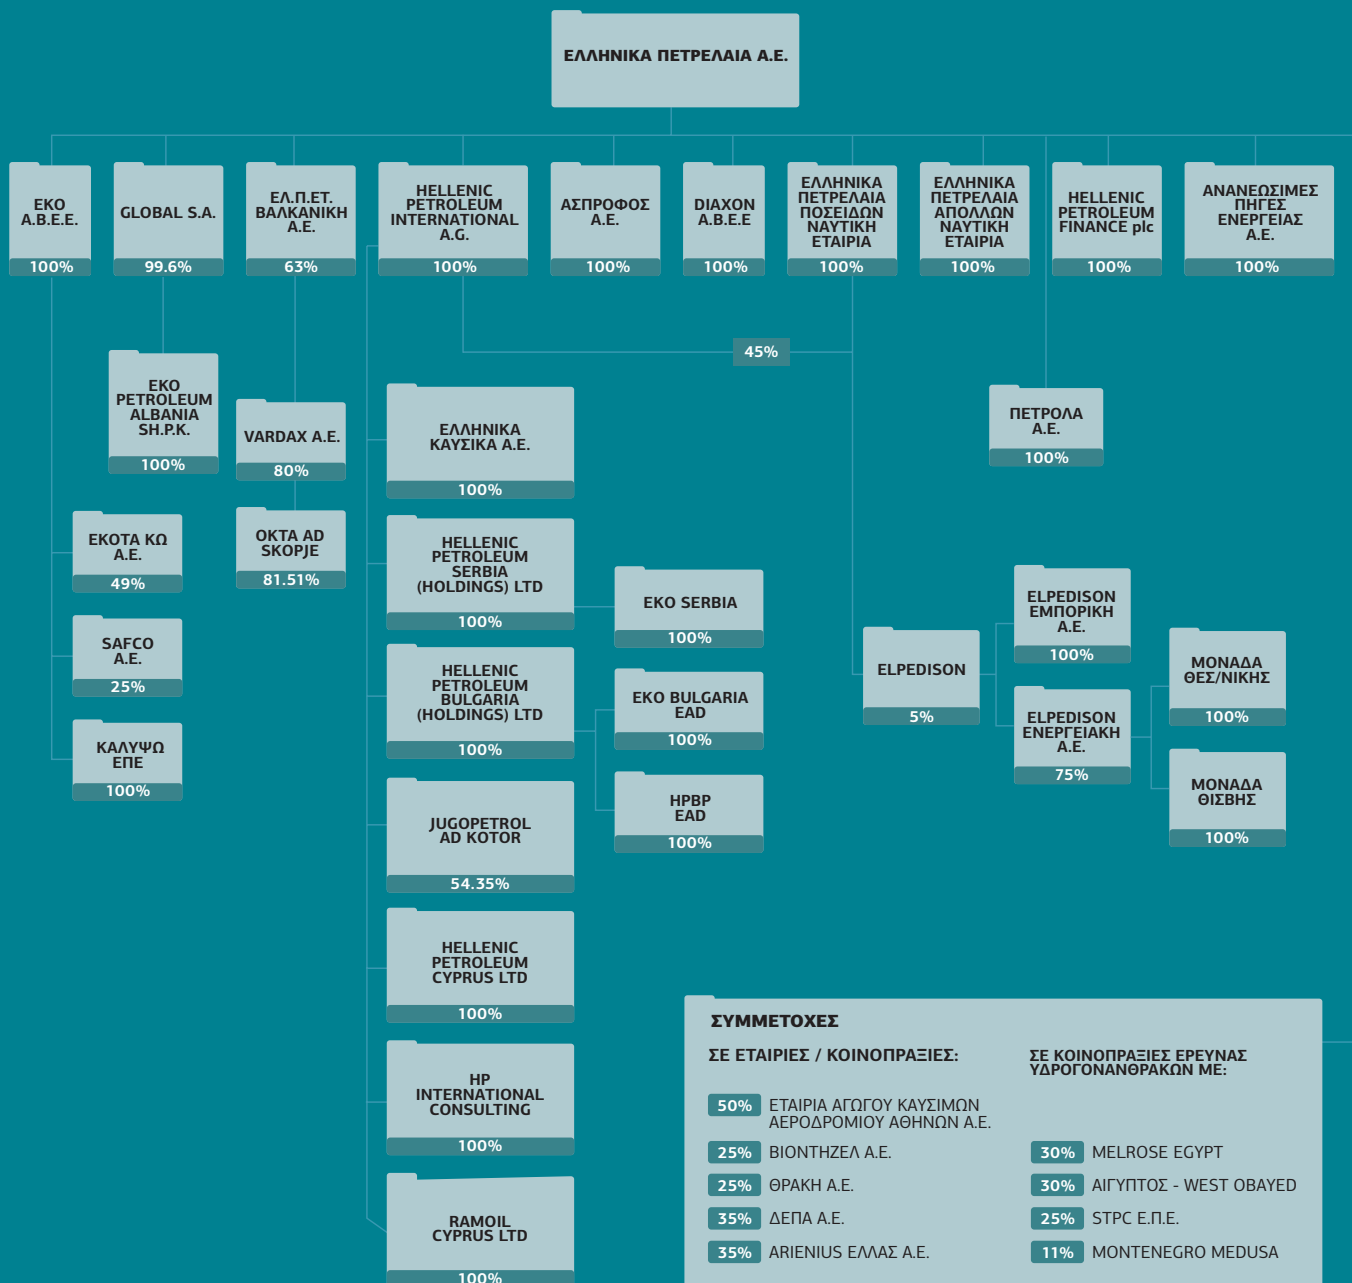 ΕΛΛΗΝΙΚΑ ΠΕΤΡΕΛΑΙΑ Α.Ε.
ΕΚΟ
Α.Β.Ε.Ε.
100%
GLOBAL S.A.
99.6%
ΕΛ.Π.ΕΤ.
ΒΑΛΚΑΝΙΚΗ
Α.Ε.
63%
HELLENIC
PETROLEUM
INTERNATIONAL
A.G.
100%
ΑΣΠΡΟΦΟΣ
Α.Ε.
100%
DIAXON
Α.Β.Ε.Ε
100%
ΕΛΛΗΝΙΚΑ
ΠΕΤΡΕΛΑΙΑ
ΠΟΣΕΙΔΩΝ
ΝΑΥΤΙΚΗ
ΕΤΑΙΡΙΑ
100%
ΕΛΛΗΝΙΚΑ
ΠΕΤΡΕΛΑΙΑ
ΑΠΟΛΛΩΝ
ΝΑΥΤΙΚΗ
ΕΤΑΙΡΙΑ
100%
HELLENIC
PETROLEUM
FINANCE plc
100%
ΑΝΑΝΕΩΣΙΜΕΣ
ΠΗΓΕΣ
ΕΝΕΡΓΕΙΑΣ
Α.Ε.
100%
45%
EKO
PETROLEUM
ALBANIA
SH.P.K.
100%
VARDAX A.E.
80%
ΟΚΤΑ AD
SKOPJE
81.51%
ΕΚΟΤΑ ΚΩ
Α.Ε.
49%
SAFCO
A.E.
25%
ΚΑΛΥΨΩ
ΕΠΕ
100%
ΕΛΛΗΝΙΚΑ
ΚΑΥΣΙΚΑ Α.Ε.
100%
HELLENIC
PETROLEUM
SERBIA
(HOLDINGS) LTD
100%
EKO SERBIA
100%
HELLENIC
PETROLEUM
BULGARIA
(HOLDINGS) LTD
100%
EKO BULGARIA
EAD
100%
HPBP
EAD
100%
JUGOPETROL
AD KOTOR
54.35%
HELLENIC
PETROLEUM
CYPRUS LTD
100%
HP
INTERNATIONAL
CONSULTING
100%
RAMOIL
CYPRUS LTD
100%
ΠΕΤΡΟΛΑ
Α.Ε.
100%
ELPEDISON
5%
ELPEDISON
ΕΜΠΟΡΙΚΗ
Α.Ε.
100%
ELPEDISON
ΕΝΕΡΓΕΙΑΚΗ
Α.Ε.
75%
ΜΟΝΑΔΑ
ΘΕΣ/ΝΙΚΗΣ
100%
ΜΟΝΑΔΑ
ΘΙΣΒΗΣ
100%
ΣΥΜΜΕΤΟΧΕΣ
ΣΕ ΕΤΑΙΡΙΕΣ / ΚΟΙΝΟΠΡΑΞΙΕΣ:
50% ΕΤΑΙΡΙΑ ΑΓΩΓΟΥ ΚΑΥΣΙΜΩΝ
ΑΕΡΟΔΡΟΜΙΟΥ ΑΘΗΝΩΝ Α.Ε.
25% ΒΙΟΝΤΗΖΕΛ Α.Ε.
25% ΘΡΑΚΗ Α.Ε.
35% ΔΕΠΑ Α.Ε.
35% ARIENIUS ΕΛΛΑΣ Α.Ε.
ΣΕ ΚΟΙΝΟΠΡΑΞΙΕΣ ΕΡΕΥΝΑΣ
ΥΔΡΟΓΟΝΑΝΘΡΑΚΩΝ ΜΕ:
30% MELROSE EGYPT
30% ΑΙΓΥΠΤΟΣ - WEST OBAYED
25% STPC Ε.Π.Ε.
11% MONTENEGRO MEDUSA